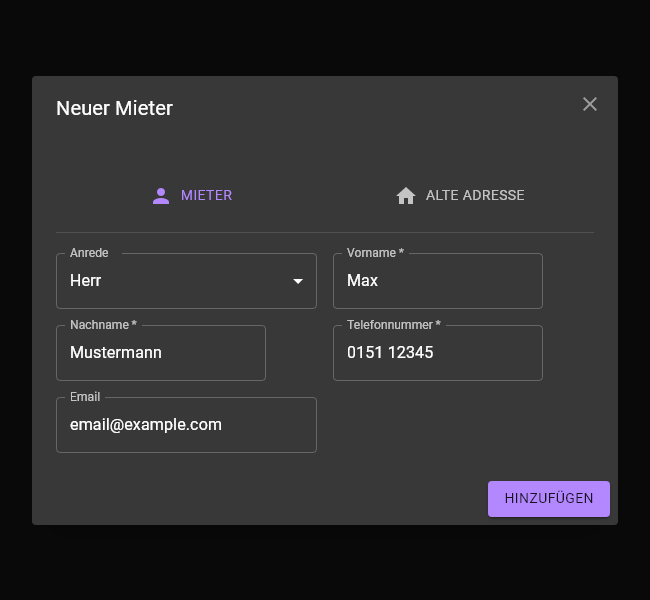 Neuer Mieter
MIETER
ALTE ADRESSE
Anrede
Herr
Vorname *
Max
Nachname *
Mustermann
Telefonnummer *
0151 12345
Email
email@example.com
HINZUFÜGEN